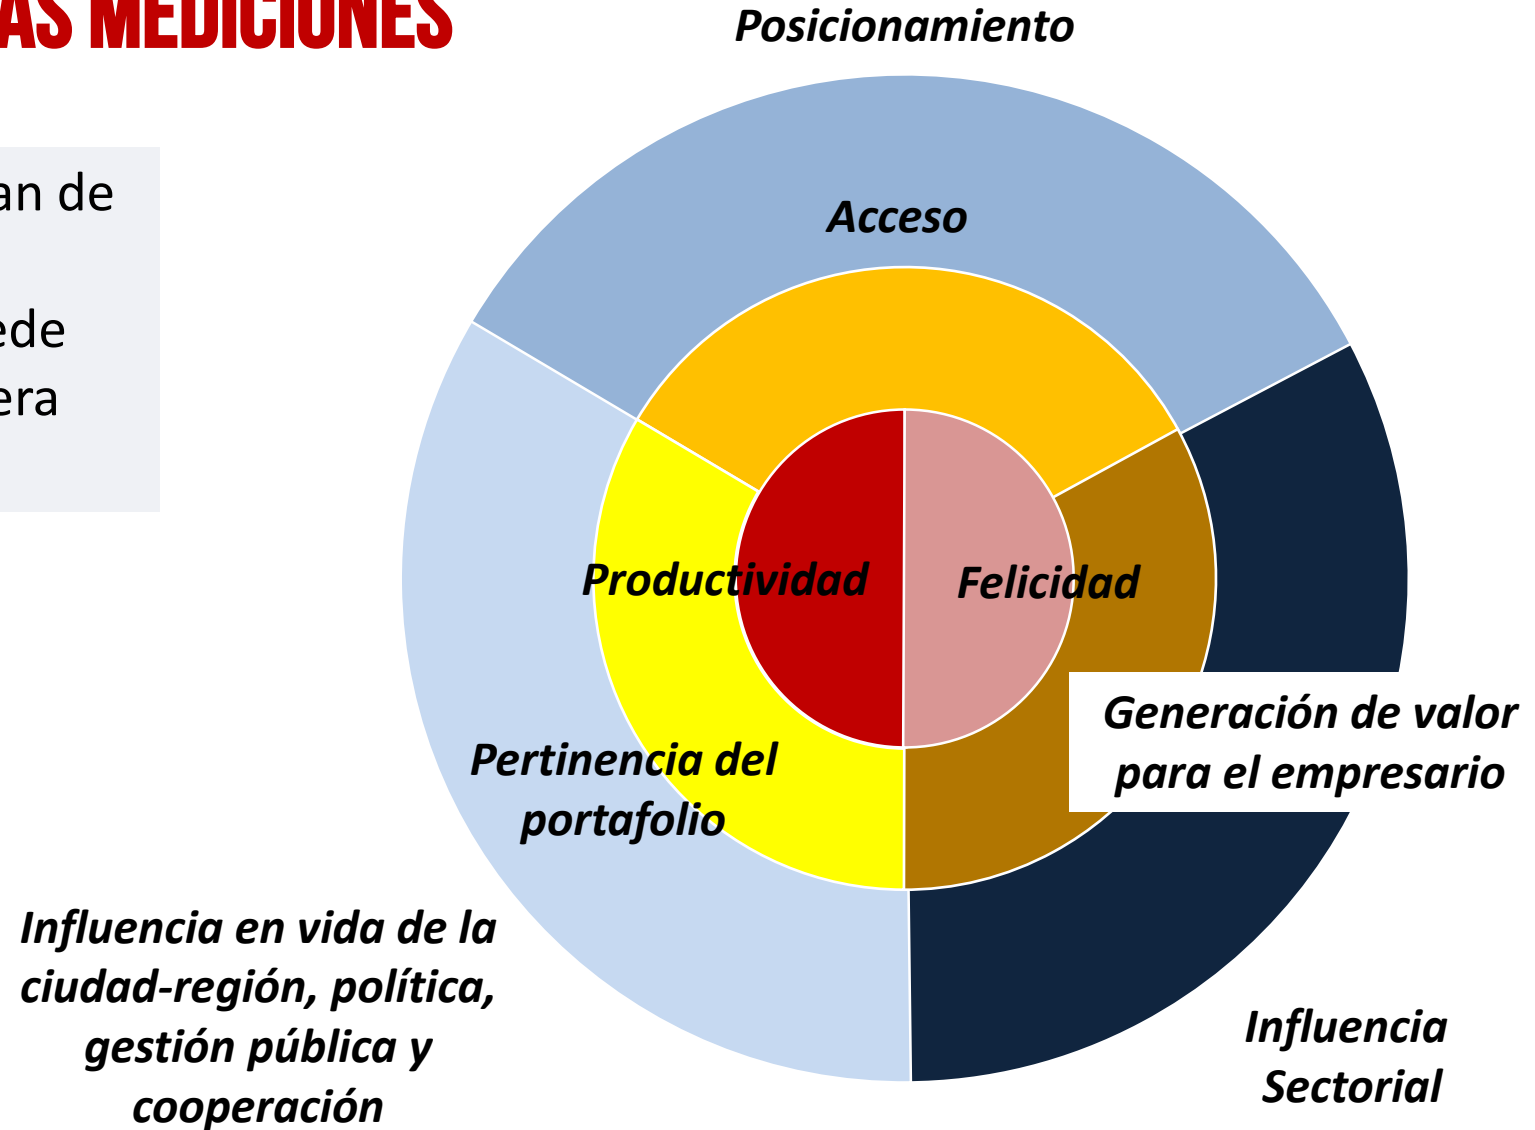 AS MEDICIONES
Posicionamiento
an de
ede
era
Acceso
Productividad
Felicidad
Generación de valor
para el empresario
Pertinencia del
portafolio
Influencia en vida de la
ciudad-región, política,
gestión pública y
cooperación
Influencia
Sectorial